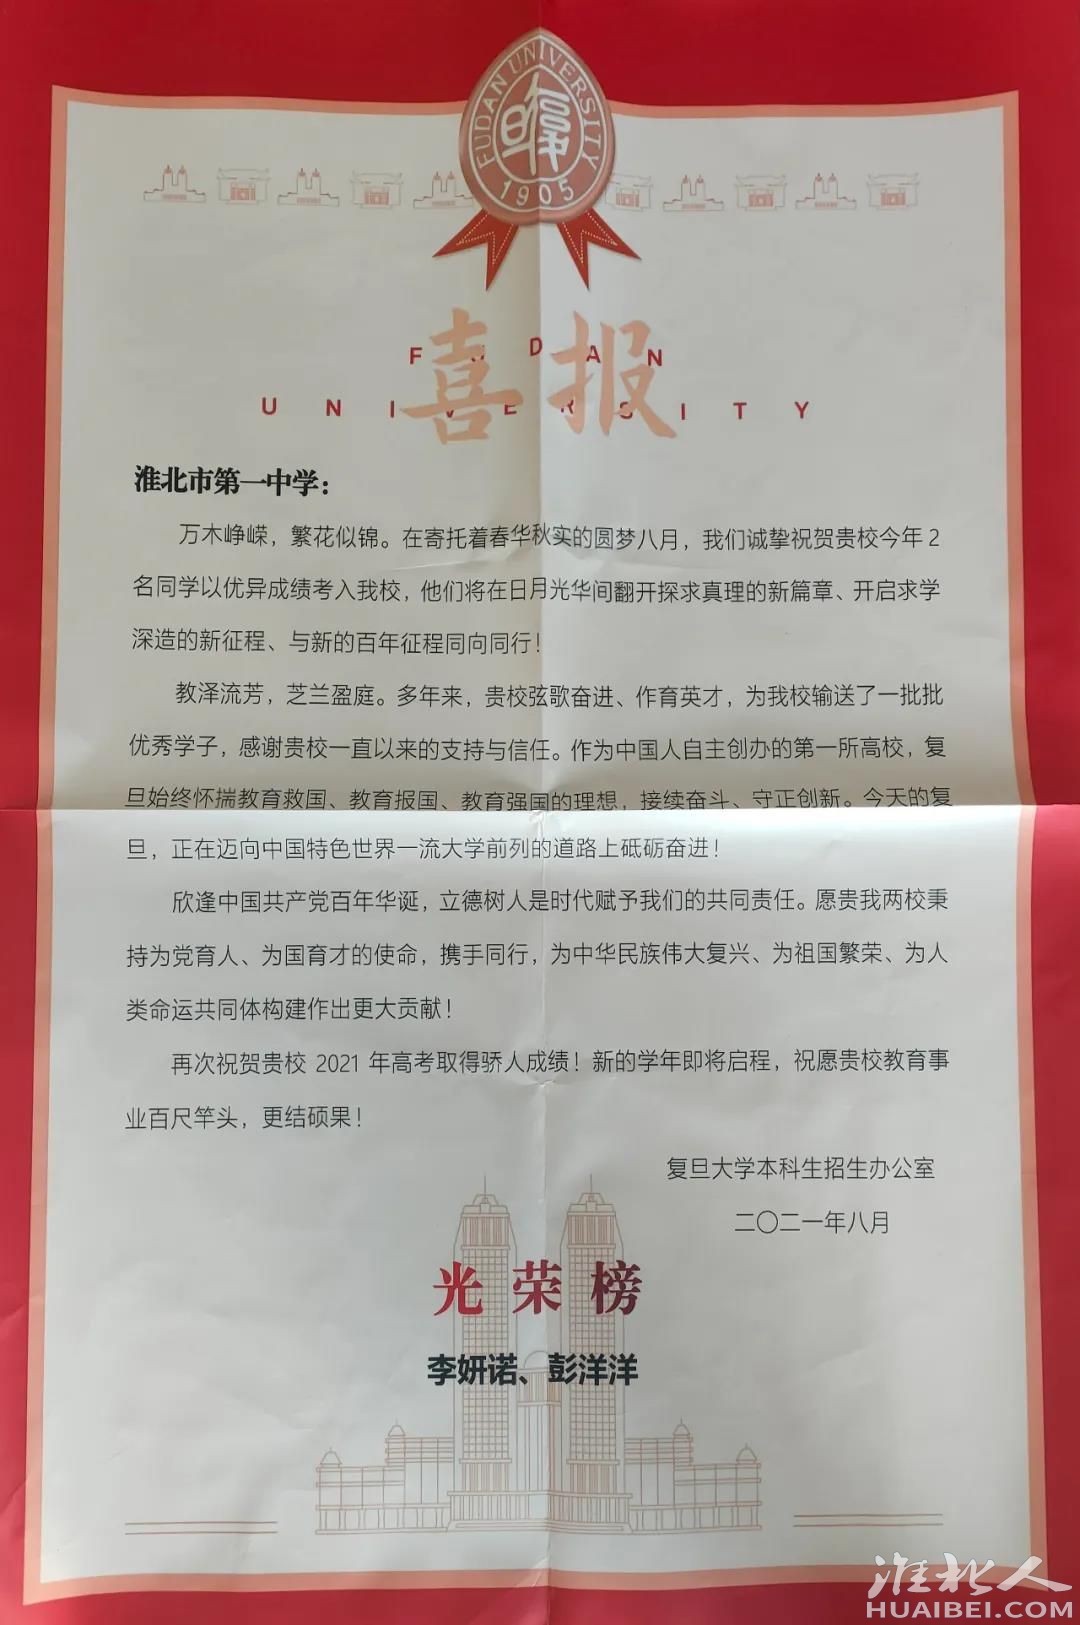 FUDAN UNIVERSITY
1905
喜报
FUDAN
UNIVERSITY
淮北市第一中学：
万木峥嵘，繁花似锦。在寄托着春华秋实的圆梦八月，我们诚挚祝贺贵校今年2
名同学以优异成绩考入我校，他们将在日月光华间翻开探求真理的新篇章、开启求学
深造的新征程、与新的百年征程同向同行！
教泽流芳，芝兰盈庭。多年来，贵校弦歌奋进、作育英才，为我校输送了一批批
优秀学子，感谢贵校一直以来的支持与信任。作为中国人自主创办的第一所高校，复
旦始终怀揣教育救国、教育报国、教育强国的理想，接续奋斗、守正创新。今天的复
旦，正在迈向中国特色世界一流大学前列的道路上砥砺奋进！
欣逢中国共产党百年华诞，立德树人是时代赋予我们的共同责任。愿贵我两校秉
持为党育人、为国育才的使命，携手同行，为中华民族伟大复兴、为祖国繁荣、为人
类命运共同体构建作出更大贡献！
再次祝贺贵校 2021 年高考取得骄人成绩！新的学年即将启程，祝愿贵校教育事
业百尺竿头，更结硕果！
复旦大学本科生招生办公室
二〇二一年八月
光荣榜
李妍诺、彭洋洋
淮北人
HUAIBEI.COM